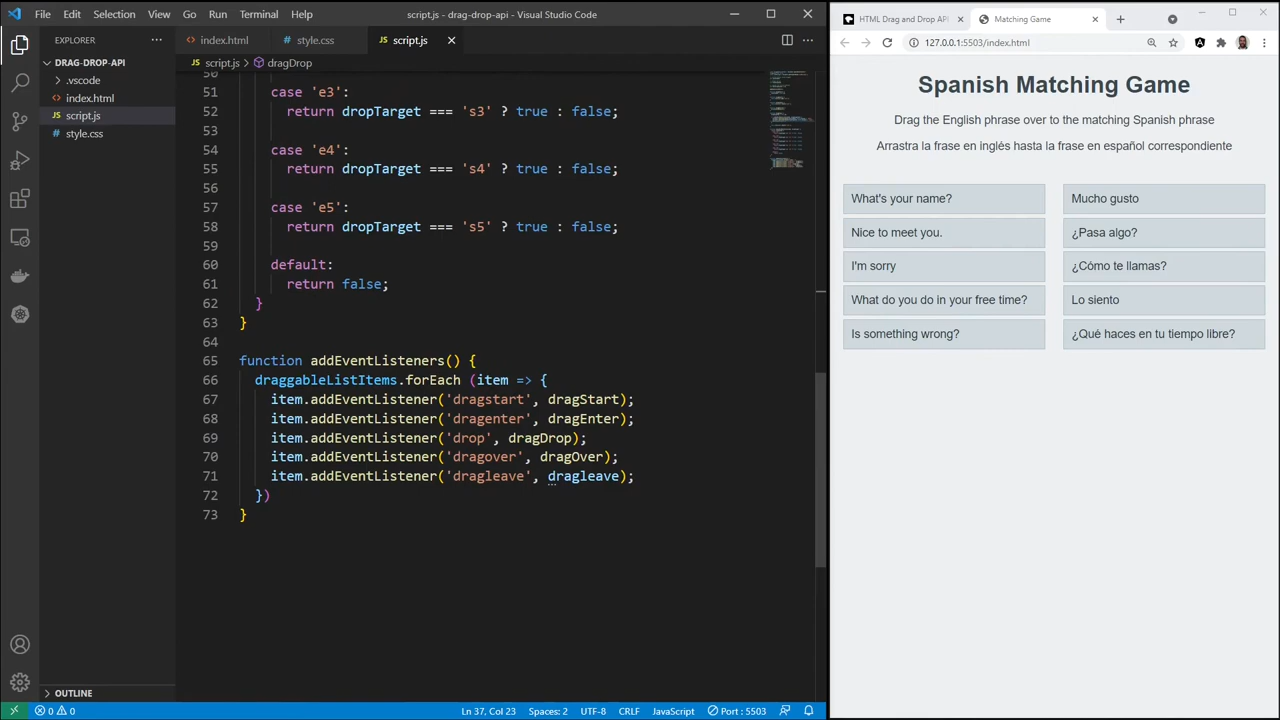 File Edit Selection View Go Run Terminal Help script.js - drag-drop-api - Visual Studio Code
EXPLORER
DRAG-DROP-API
.vscode
index.html
script.js
style.css
OUTLINE
index.html style.css JS script.js
JS script.js > dragDrop
50
51 case 'e3':
52 return dropTarget === 's3' ? true : false;
53
54 case 'e4':
55 return dropTarget === 's4' ? true : false;
56
57 case 'e5':
58 return dropTarget === 's5' ? true : false;
59
60 default:
61 return false;
62 }
63 }
64
65 function addEventListeners() {
66 draggableListItems.forEach (item => {
67 item.addEventListener('dragstart', dragStart);
68 item.addEventListener('dragenter', dragEnter);
69 item.addEventListener('drop', dragDrop);
70 item.addEventListener('dragover', dragOver);
71 item.addEventListener('dragleave', dragleave);
72 })
73 }
0 0 Ln 37, Col 23 Spaces: 2 UTF-8 CRLF JavaScript Port : 5503
HTML Drag and Drop API Matching Game
127.0.0.1:5503/index.html
Spanish Matching Game
Drag the English phrase over to the matching Spanish phrase
Arrastra la frase en inglés hasta la frase en español correspondiente
What's your name? Mucho gusto
Nice to meet you. ¿Pasa algo?
I'm sorry ¿Cómo te llamas?
What do you do in your free time? Lo siento
Is something wrong? ¿Qué haces en tu tiempo libre?